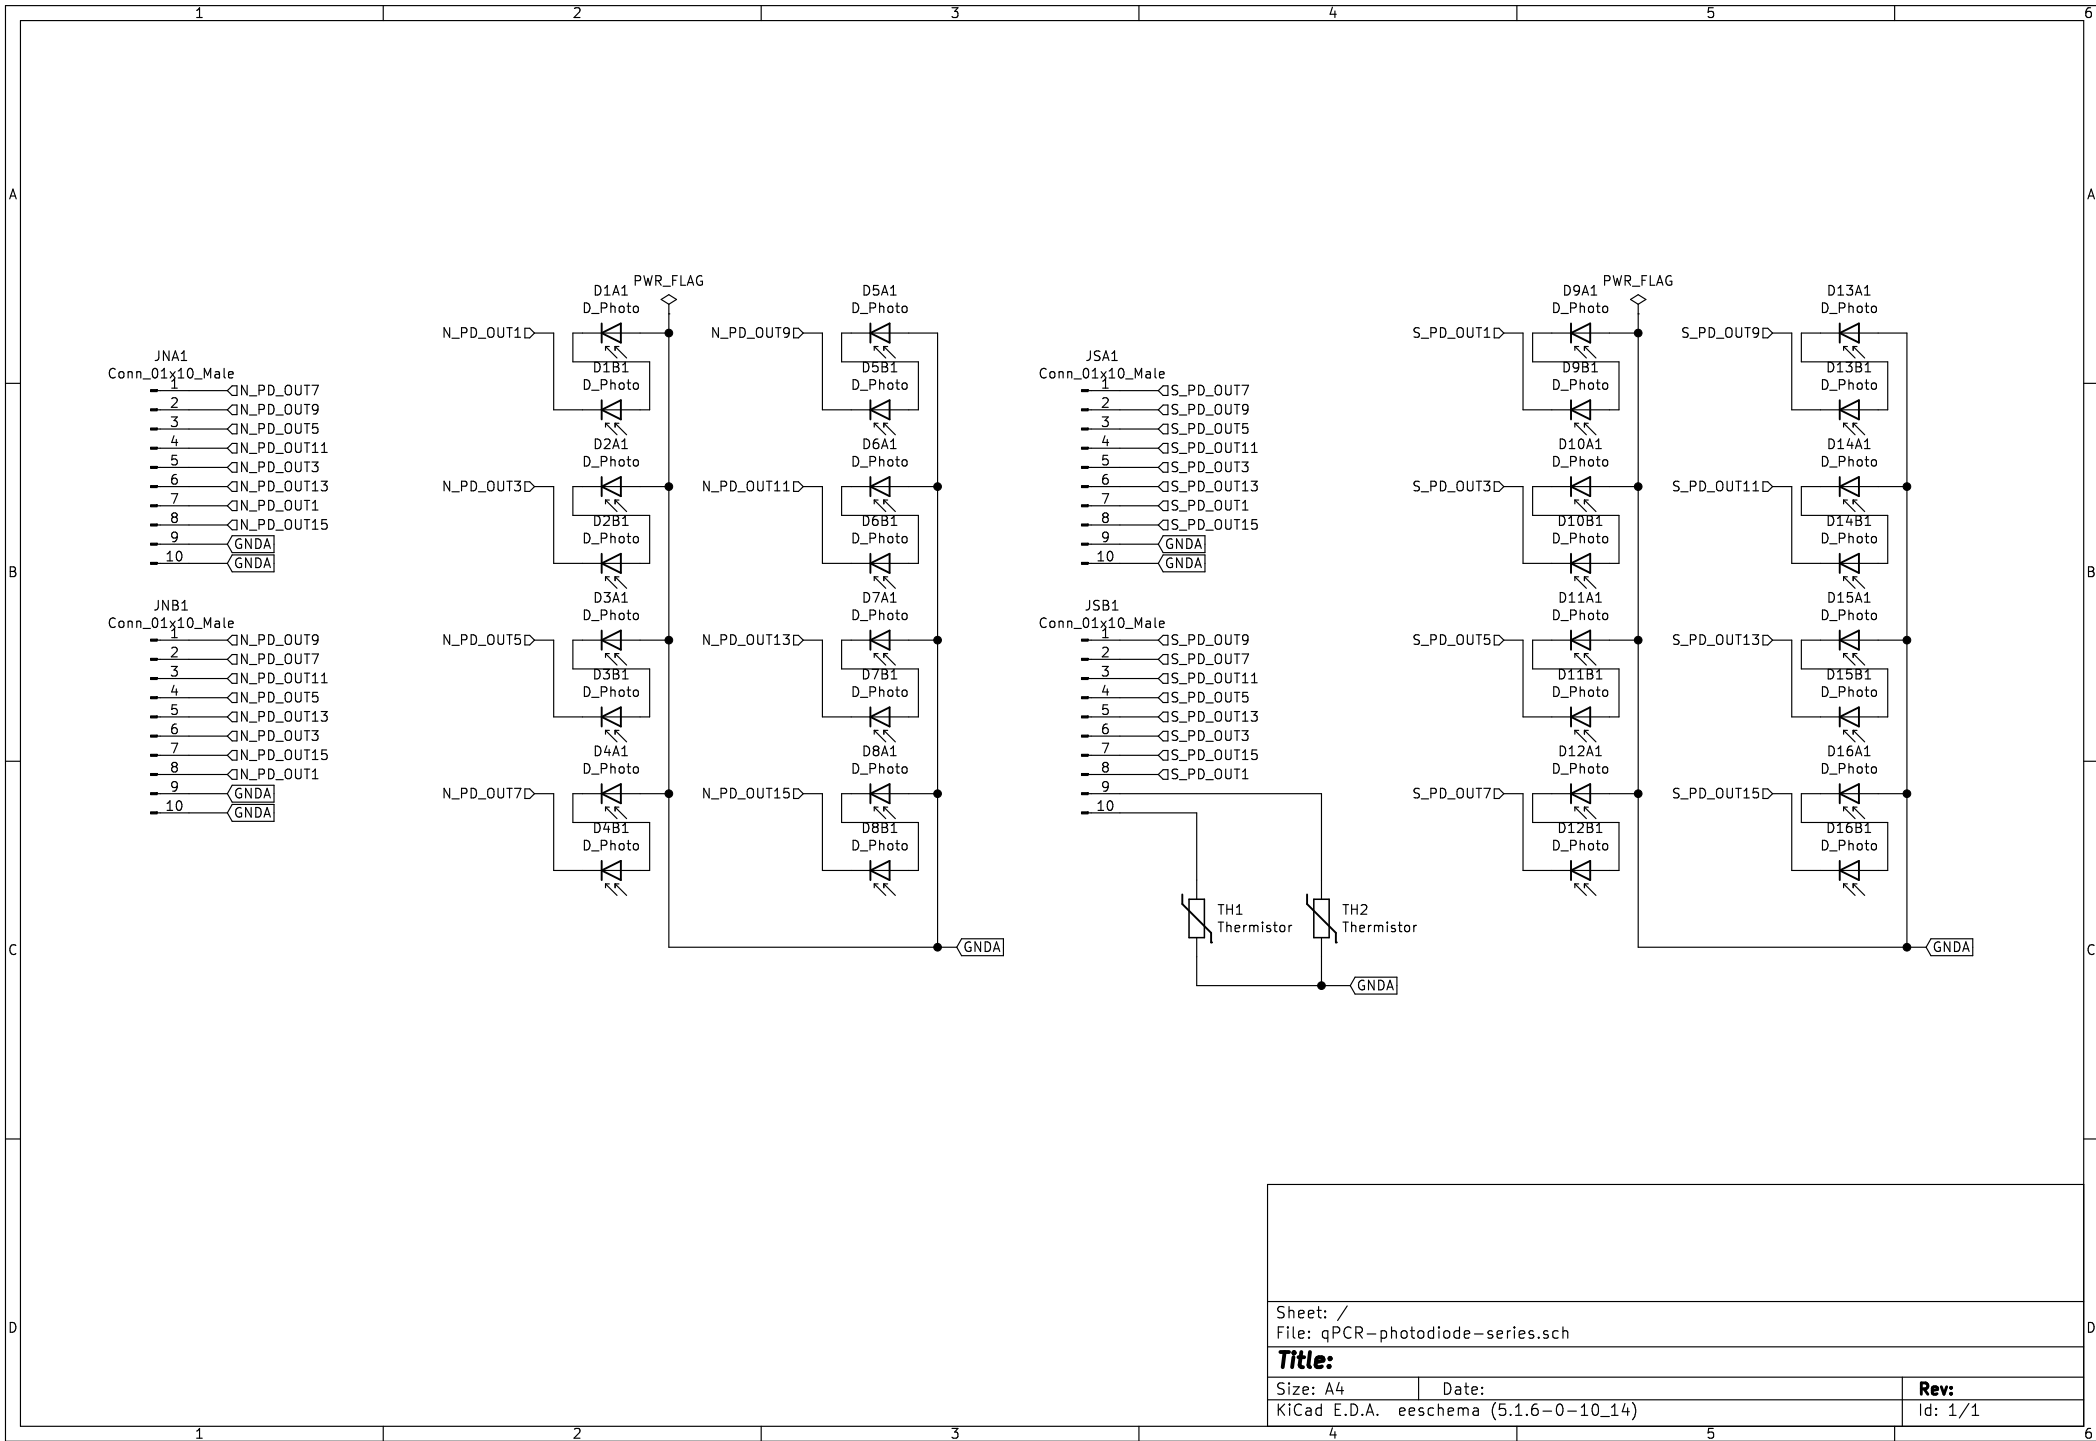 1 2 3 4 5 6
A
B
C
D
JNA1
Conn_01x10_Male
1 N_PD_OUT7
2 N_PD_OUT9
3 N_PD_OUT5
4 N_PD_OUT11
5 N_PD_OUT3
6 N_PD_OUT13
7 N_PD_OUT1
8 N_PD_OUT15
9 GNDA
10 GNDA
JNB1
Conn_01x10_Male
1 N_PD_OUT9
2 N_PD_OUT7
3 N_PD_OUT11
4 N_PD_OUT5
5 N_PD_OUT13
6 N_PD_OUT3
7 N_PD_OUT15
8 N_PD_OUT1
9 GNDA
10 GNDA
PWR_FLAG
D1A1
D_Photo
N_PD_OUT1
D1B1
D_Photo
D2A1
D_Photo
N_PD_OUT3
D2B1
D_Photo
D3A1
D_Photo
N_PD_OUT5
D3B1
D_Photo
D4A1
D_Photo
N_PD_OUT7
D4B1
D_Photo
D5A1
D_Photo
N_PD_OUT9
D5B1
D_Photo
D6A1
D_Photo
N_PD_OUT11
D6B1
D_Photo
D7A1
D_Photo
N_PD_OUT13
D7B1
D_Photo
D8A1
D_Photo
N_PD_OUT15
D8B1
D_Photo
GNDA
JSA1
Conn_01x10_Male
1 S_PD_OUT7
2 S_PD_OUT9
3 S_PD_OUT5
4 S_PD_OUT11
5 S_PD_OUT3
6 S_PD_OUT13
7 S_PD_OUT1
8 S_PD_OUT15
9 GNDA
10 GNDA
JSB1
Conn_01x10_Male
1 S_PD_OUT9
2 S_PD_OUT7
3 S_PD_OUT11
4 S_PD_OUT5
5 S_PD_OUT13
6 S_PD_OUT3
7 S_PD_OUT15
8 S_PD_OUT1
9
10
TH1
Thermistor
TH2
Thermistor
GNDA
PWR_FLAG
D9A1
D_Photo
S_PD_OUT1
D9B1
D_Photo
D10A1
D_Photo
S_PD_OUT3
D10B1
D_Photo
D11A1
D_Photo
S_PD_OUT5
D11B1
D_Photo
D12A1
D_Photo
S_PD_OUT7
D12B1
D_Photo
D13A1
D_Photo
S_PD_OUT9
D13B1
D_Photo
D14A1
D_Photo
S_PD_OUT11
D14B1
D_Photo
D15A1
D_Photo
S_PD_OUT13
D15B1
D_Photo
D16A1
D_Photo
S_PD_OUT15
D16B1
D_Photo
GNDA
A
B
C
D
Sheet: /
File: qPCR-photodiode-series.sch
Title:
Size: A4 Date: Rev:
KiCad E.D.A. eeschema (5.1.6-0-10_14) Id: 1/1
1 2 3 4 5 6